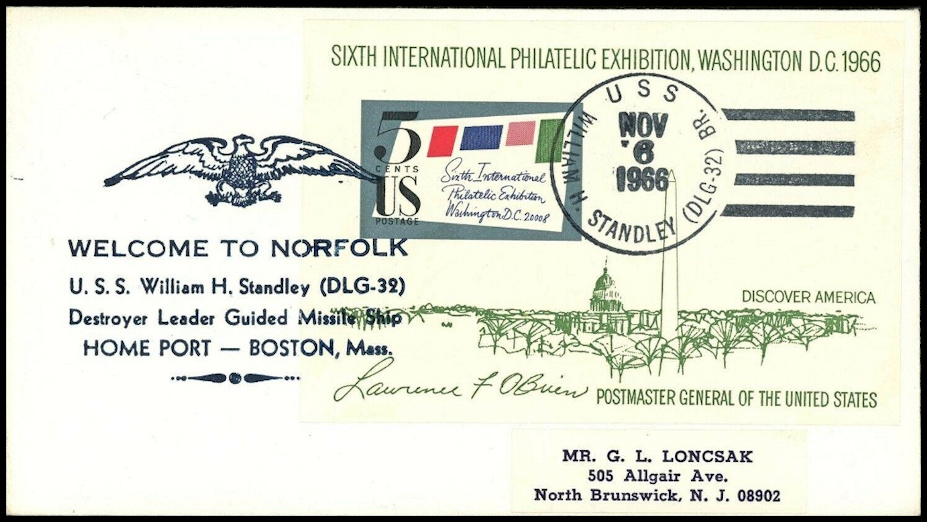 SIXTH INTERNATIONAL PHILATELIC EXHIBITION, WASHINGTON D.C. 1966
5
CENTS
US
POSTAGE
Sixth International
Philatelic Exhibition
Washington D.C. 20008
USS WILLIAM H. STANDLEY (DLG-32) BR.
NOV
6
1966
WELCOME TO NORFOLK
U. S. S. William H. Standley (DLG-32)
Destroyer Leader Guided Missile Ship
HOME PORT — BOSTON, Mass.
DISCOVER AMERICA
Lawrence F O'Brien
POSTMASTER GENERAL OF THE UNITED STATES
MR. G. L. LONCSAK
505 Allgair Ave.
North Brunswick, N. J. 08902